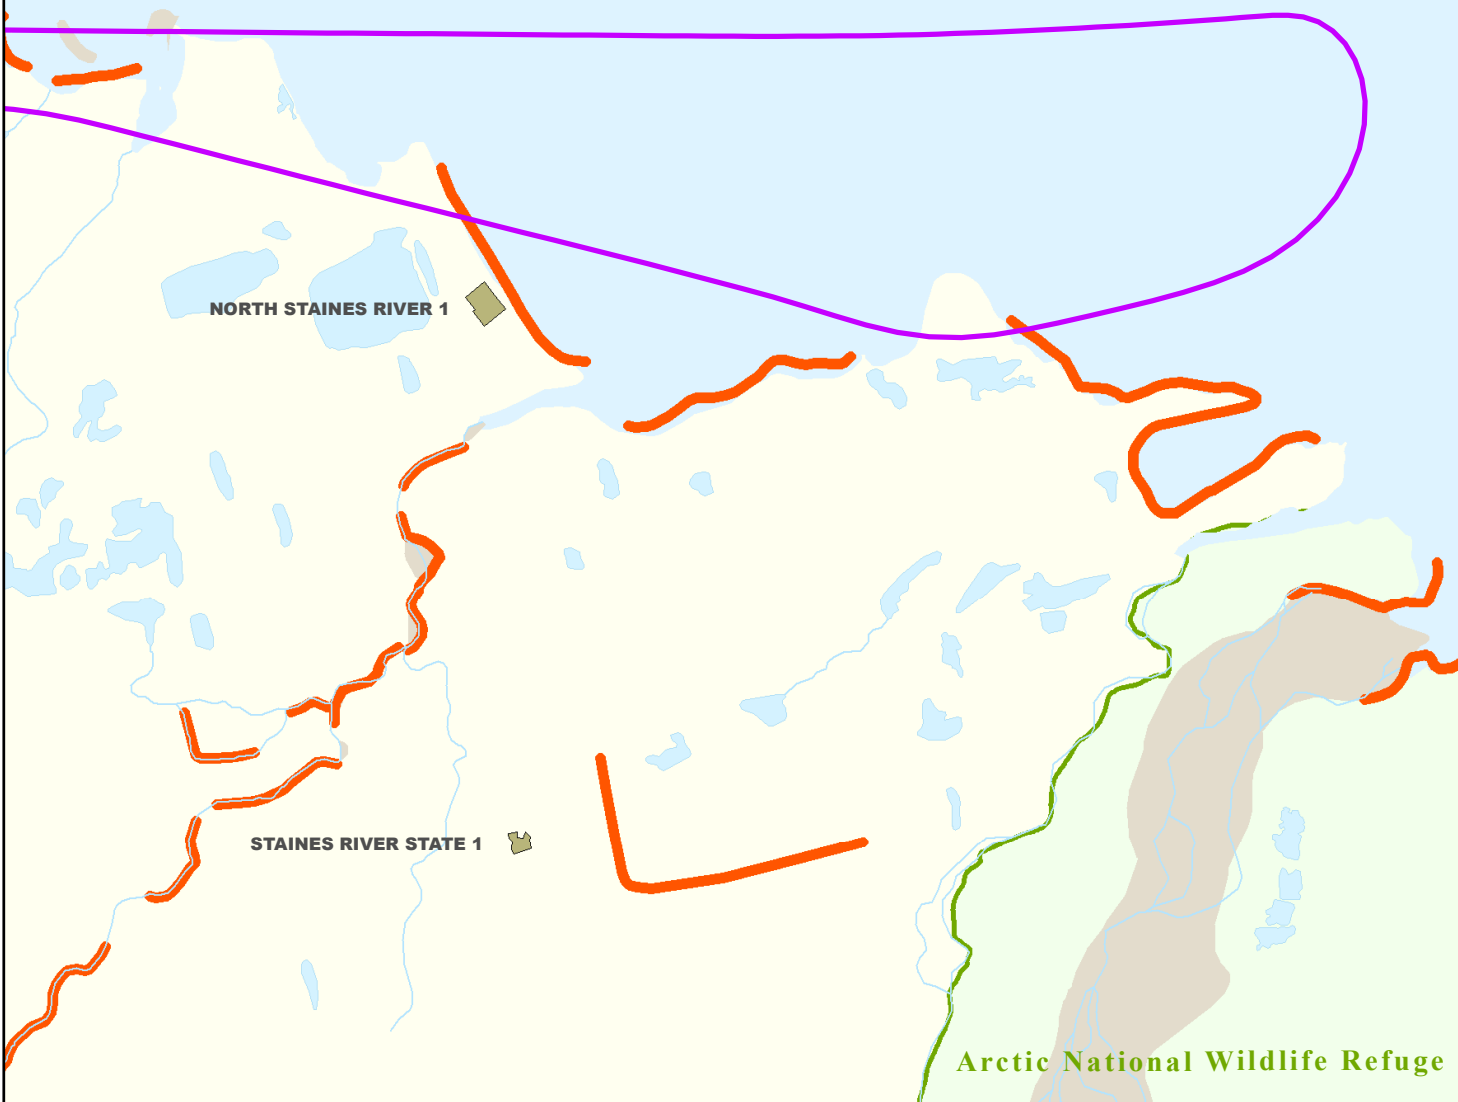 NORTH STAINES RIVER 1
STAINES RIVER STATE 1
Arctic National Wildlife Refuge